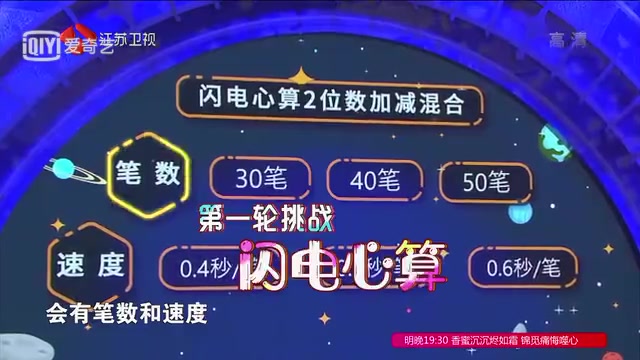 iQIYI 爱奇艺
江苏卫视
高清
闪电心算2位数加减混合
笔数
30笔
40笔
50笔
第一轮挑战
闪电心算
速度
0.4秒/
秒/笔
0.6秒/笔
会有笔数和速度
明晚19:30 香蜜沉沉烬如霜 锦觅痛悔噬心